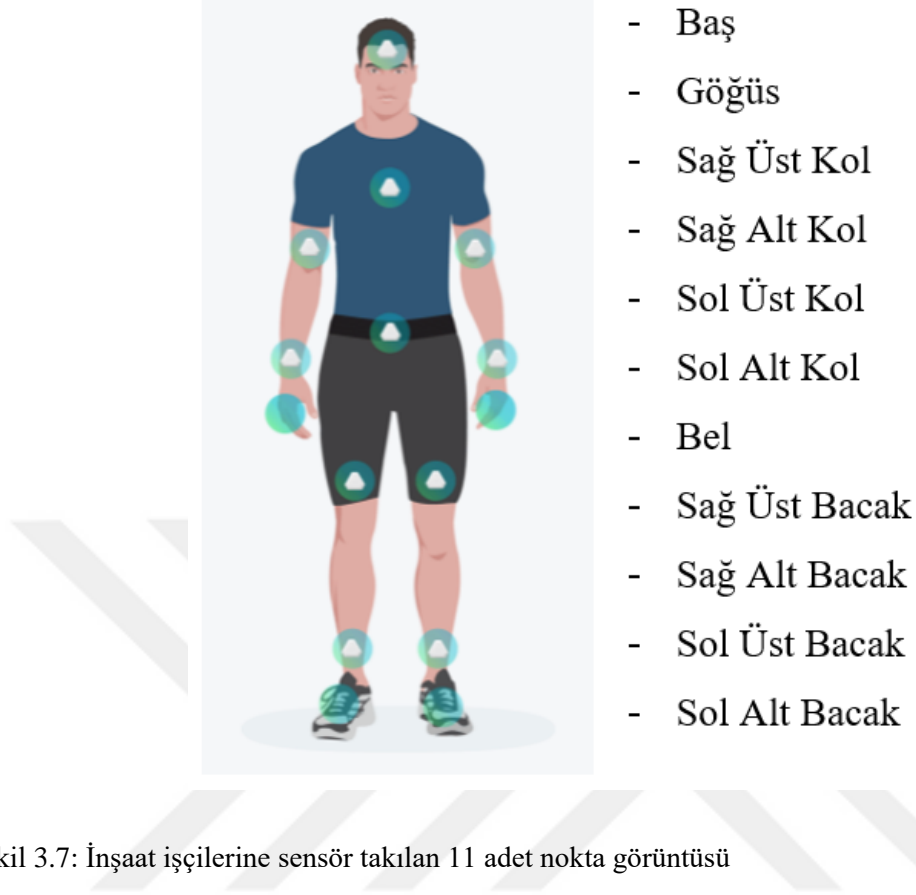 - Baş
- Göğüs
- Sağ Üst Kol
- Sağ Alt Kol
- Sol Üst Kol
- Sol Alt Kol
- Bel
- Sağ Üst Bacak
- Sağ Alt Bacak
- Sol Üst Bacak
- Sol Alt Bacak
kil 3.7: İnşaat işçilerine sensör takılan 11 adet nokta görüntüsü